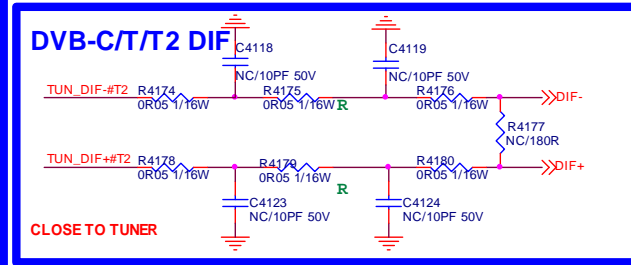 DVB-C/T/T2 DIF
C4118
NC/10PF 50V
C4119
NC/10PF 50V
TUN_DIF-#T2
R4174
0R05 1/16W
R4175
0R05 1/16W
R
R4176
0R05 1/16W
DIF-
R4177
NC/180R
TUN_DIF+#T2
R4178
0R05 1/16W
R4179
0R05 1/16W
R
R4180
0R05 1/16W
DIF+
C4123
NC/10PF 50V
C4124
NC/10PF 50V
CLOSE TO TUNER